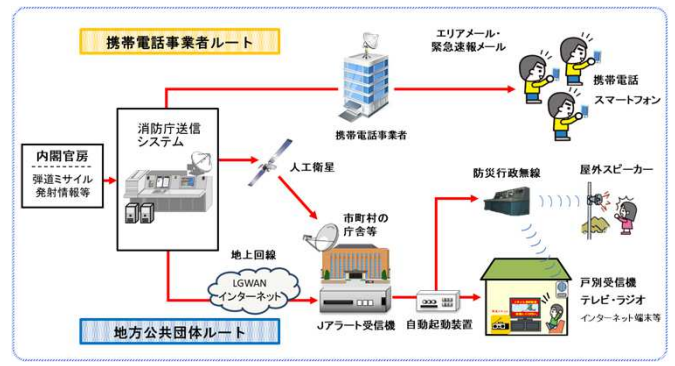 携帯電話事業者ルート
エリアメール・
緊急速報メール
携帯電話
スマートフォン
携帯電話事業者
消防庁送信
システム
内閣官房
弾道ミサイル
発射情報等
人工衛星
防災行政無線
屋外スピーカー
市町村の
庁舎等
地上回線
LGWAN
インターネット
Jアラート受信機
自動起動装置
戸別受信機
テレビ・ラジオ
インターネット端末等
地方公共団体ルート